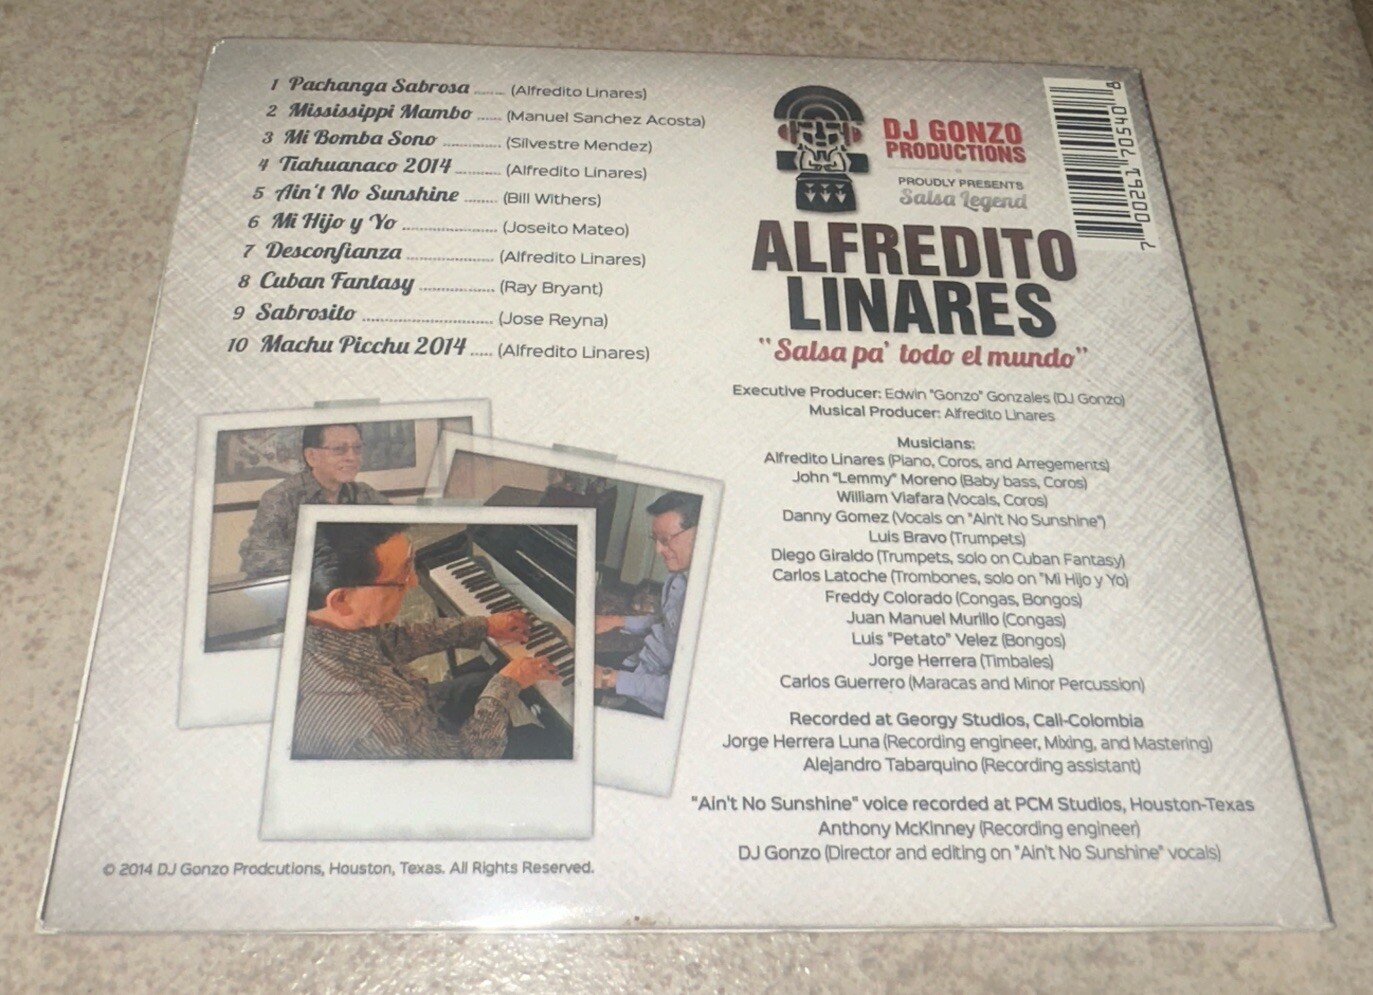 1 Pachanga Sabrosa ....... (Alfredito Linares)
2 Mississippi Mambo ...... (Manuel Sanchez Acosta)
3 Mi Bomba Sono .............. (Silvestre Mendez)
4 Tiahuanaco 2014 ........... (Alfredito Linares)
5 Ain't No Sunshine ........ (Bill Withers)
6 Mi Hijo y Yo ....................... (Joseito Mateo)
7 Desconfianza ..................... (Alfredito Linares)
8 Cuban Fantasy .................. (Ray Bryant)
9 Sabrosito ............................... (Jose Reyna)
10 Machu Picchu 2014 ..... (Alfredito Linares)
DJ GONZO
PRODUCTIONS
PROUDLY PRESENTS
Salsa Legend
ALFREDITO
LINARES
"Salsa pa' todo el mundo"
7 00261 70540 8
Executive Producer: Edwin "Gonzo" Gonzales (DJ Gonzo)
Musical Producer: Alfredito Linares
Musicians:
Alfredito Linares (Piano, Coros, and Arregements)
John "Lemmy" Moreno (Baby bass, Coros)
William Viafara (Vocals, Coros)
Danny Gomez (Vocals on "Ain't No Sunshine")
Luis Bravo (Trumpets)
Diego Giraldo (Trumpets, solo on Cuban Fantasy)
Carlos Latoche (Trombones, solo on "Mi Hijo y Yo)
Freddy Colorado (Congas, Bongos)
Juan Manuel Murillo (Congas)
Luis "Petato" Velez (Bongos)
Jorge Herrera (Timbales)
Carlos Guerrero (Maracas and Minor Percussion)
Recorded at Georgy Studios, Cali-Colombia
Jorge Herrera Luna (Recording engineer, Mixing, and Mastering)
Alejandro Tabarquino (Recording assistant)
"Ain't No Sunshine" voice recorded at PCM Studios, Houston-Texas
Anthony McKinney (Recording engineer)
DJ Gonzo (Director and editing on "Ain't No Sunshine" vocals)
© 2014 DJ Gonzo Prodcutions, Houston, Texas. All Rights Reserved.